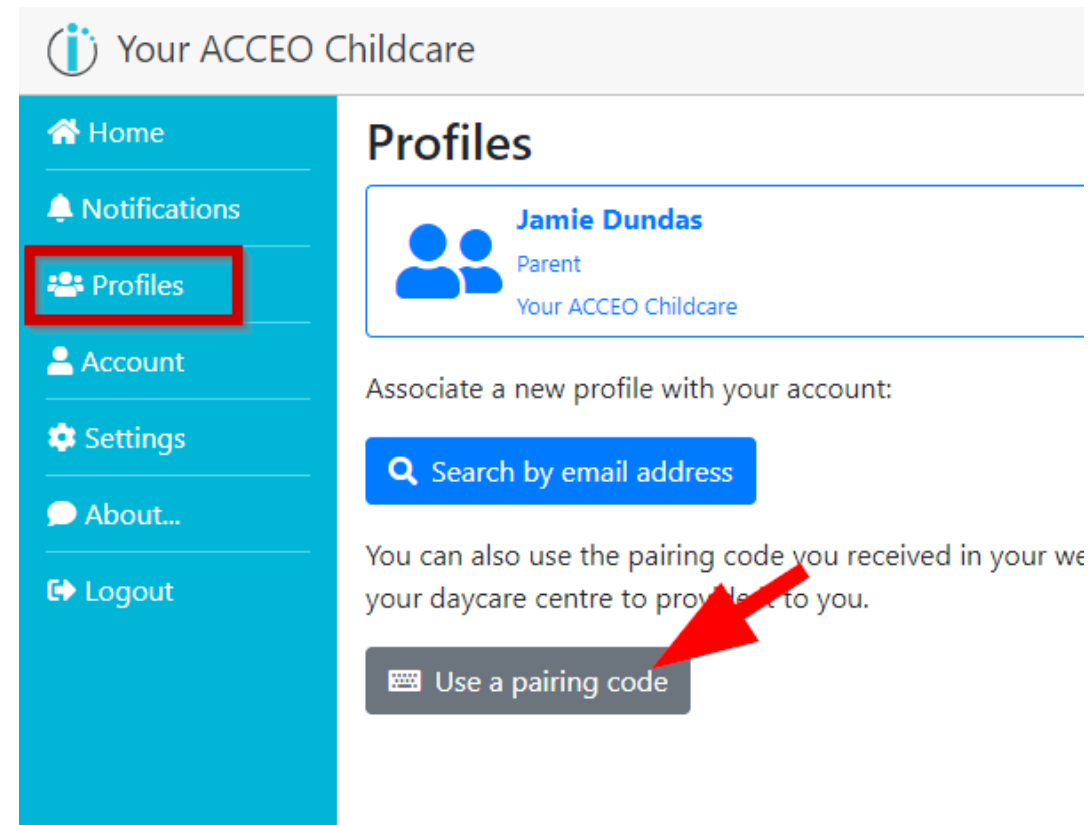 Your ACCEO Childcare
Home
Notifications
Profiles
Account
Settings
About...
Logout
Profiles
Jamie Dundas
Parent
Your ACCEO Childcare
Associate a new profile with your account:
Search by email address
You can also use the pairing code you received in your we
your daycare centre to provide it to you.
Use a pairing code